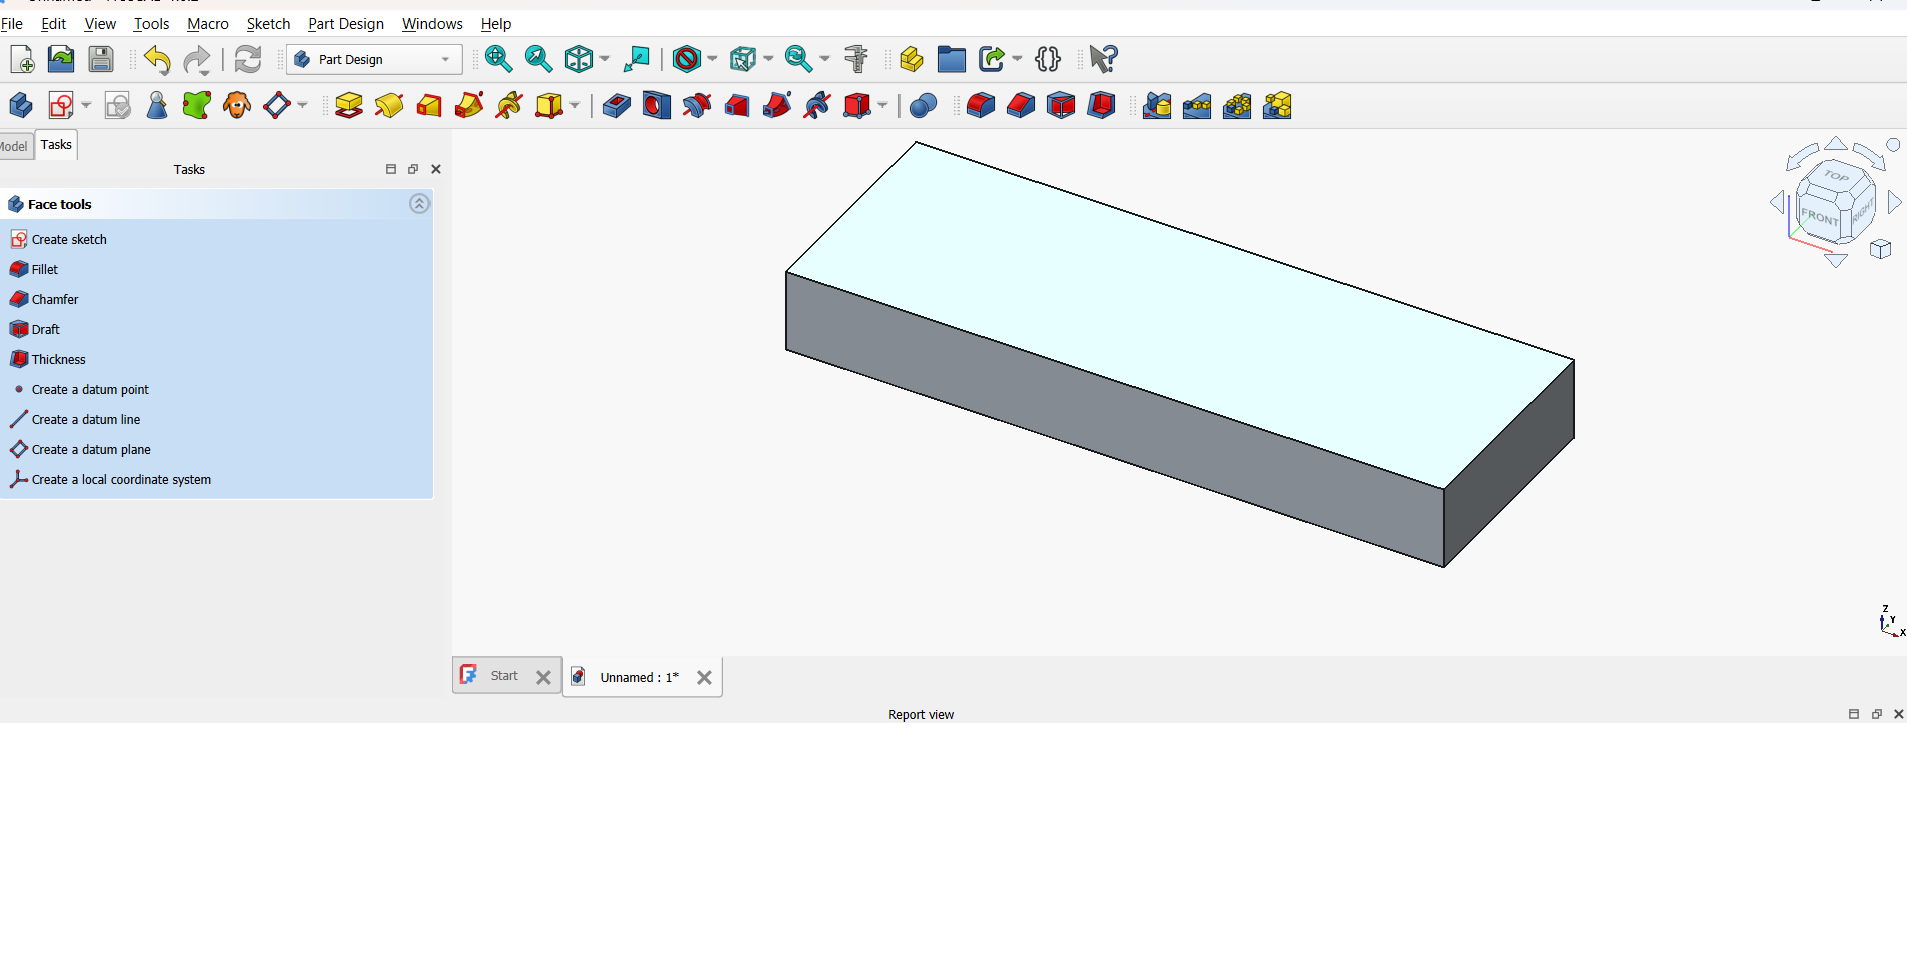 File Edit View Tools Macro Sketch Part Design Windows Help
Part Design
Model Tasks
Tasks
Face tools
Create sketch
Fillet
Chamfer
Draft
Thickness
Create a datum point
Create a datum line
Create a datum plane
Create a local coordinate system
TOP
FRONT
RIGHT
Z
Y
X
Start
Unnamed : 1*
Report view